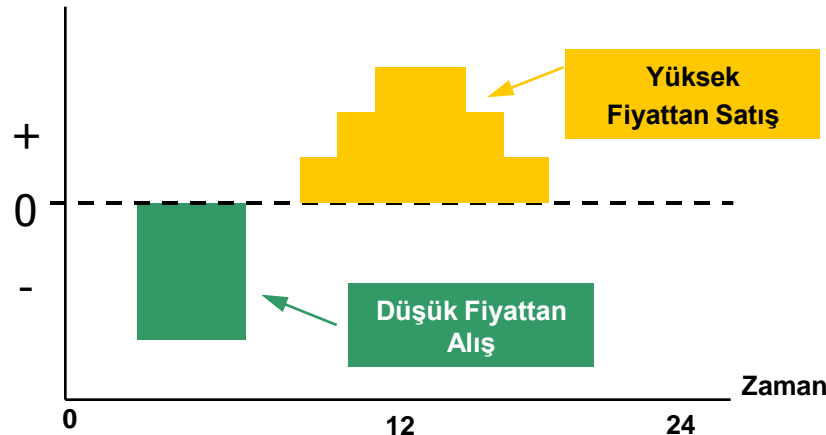 Yüksek
Fiyattan Satış
+
0
-
Düşük Fiyattan
Alış
Zaman
0
12
24